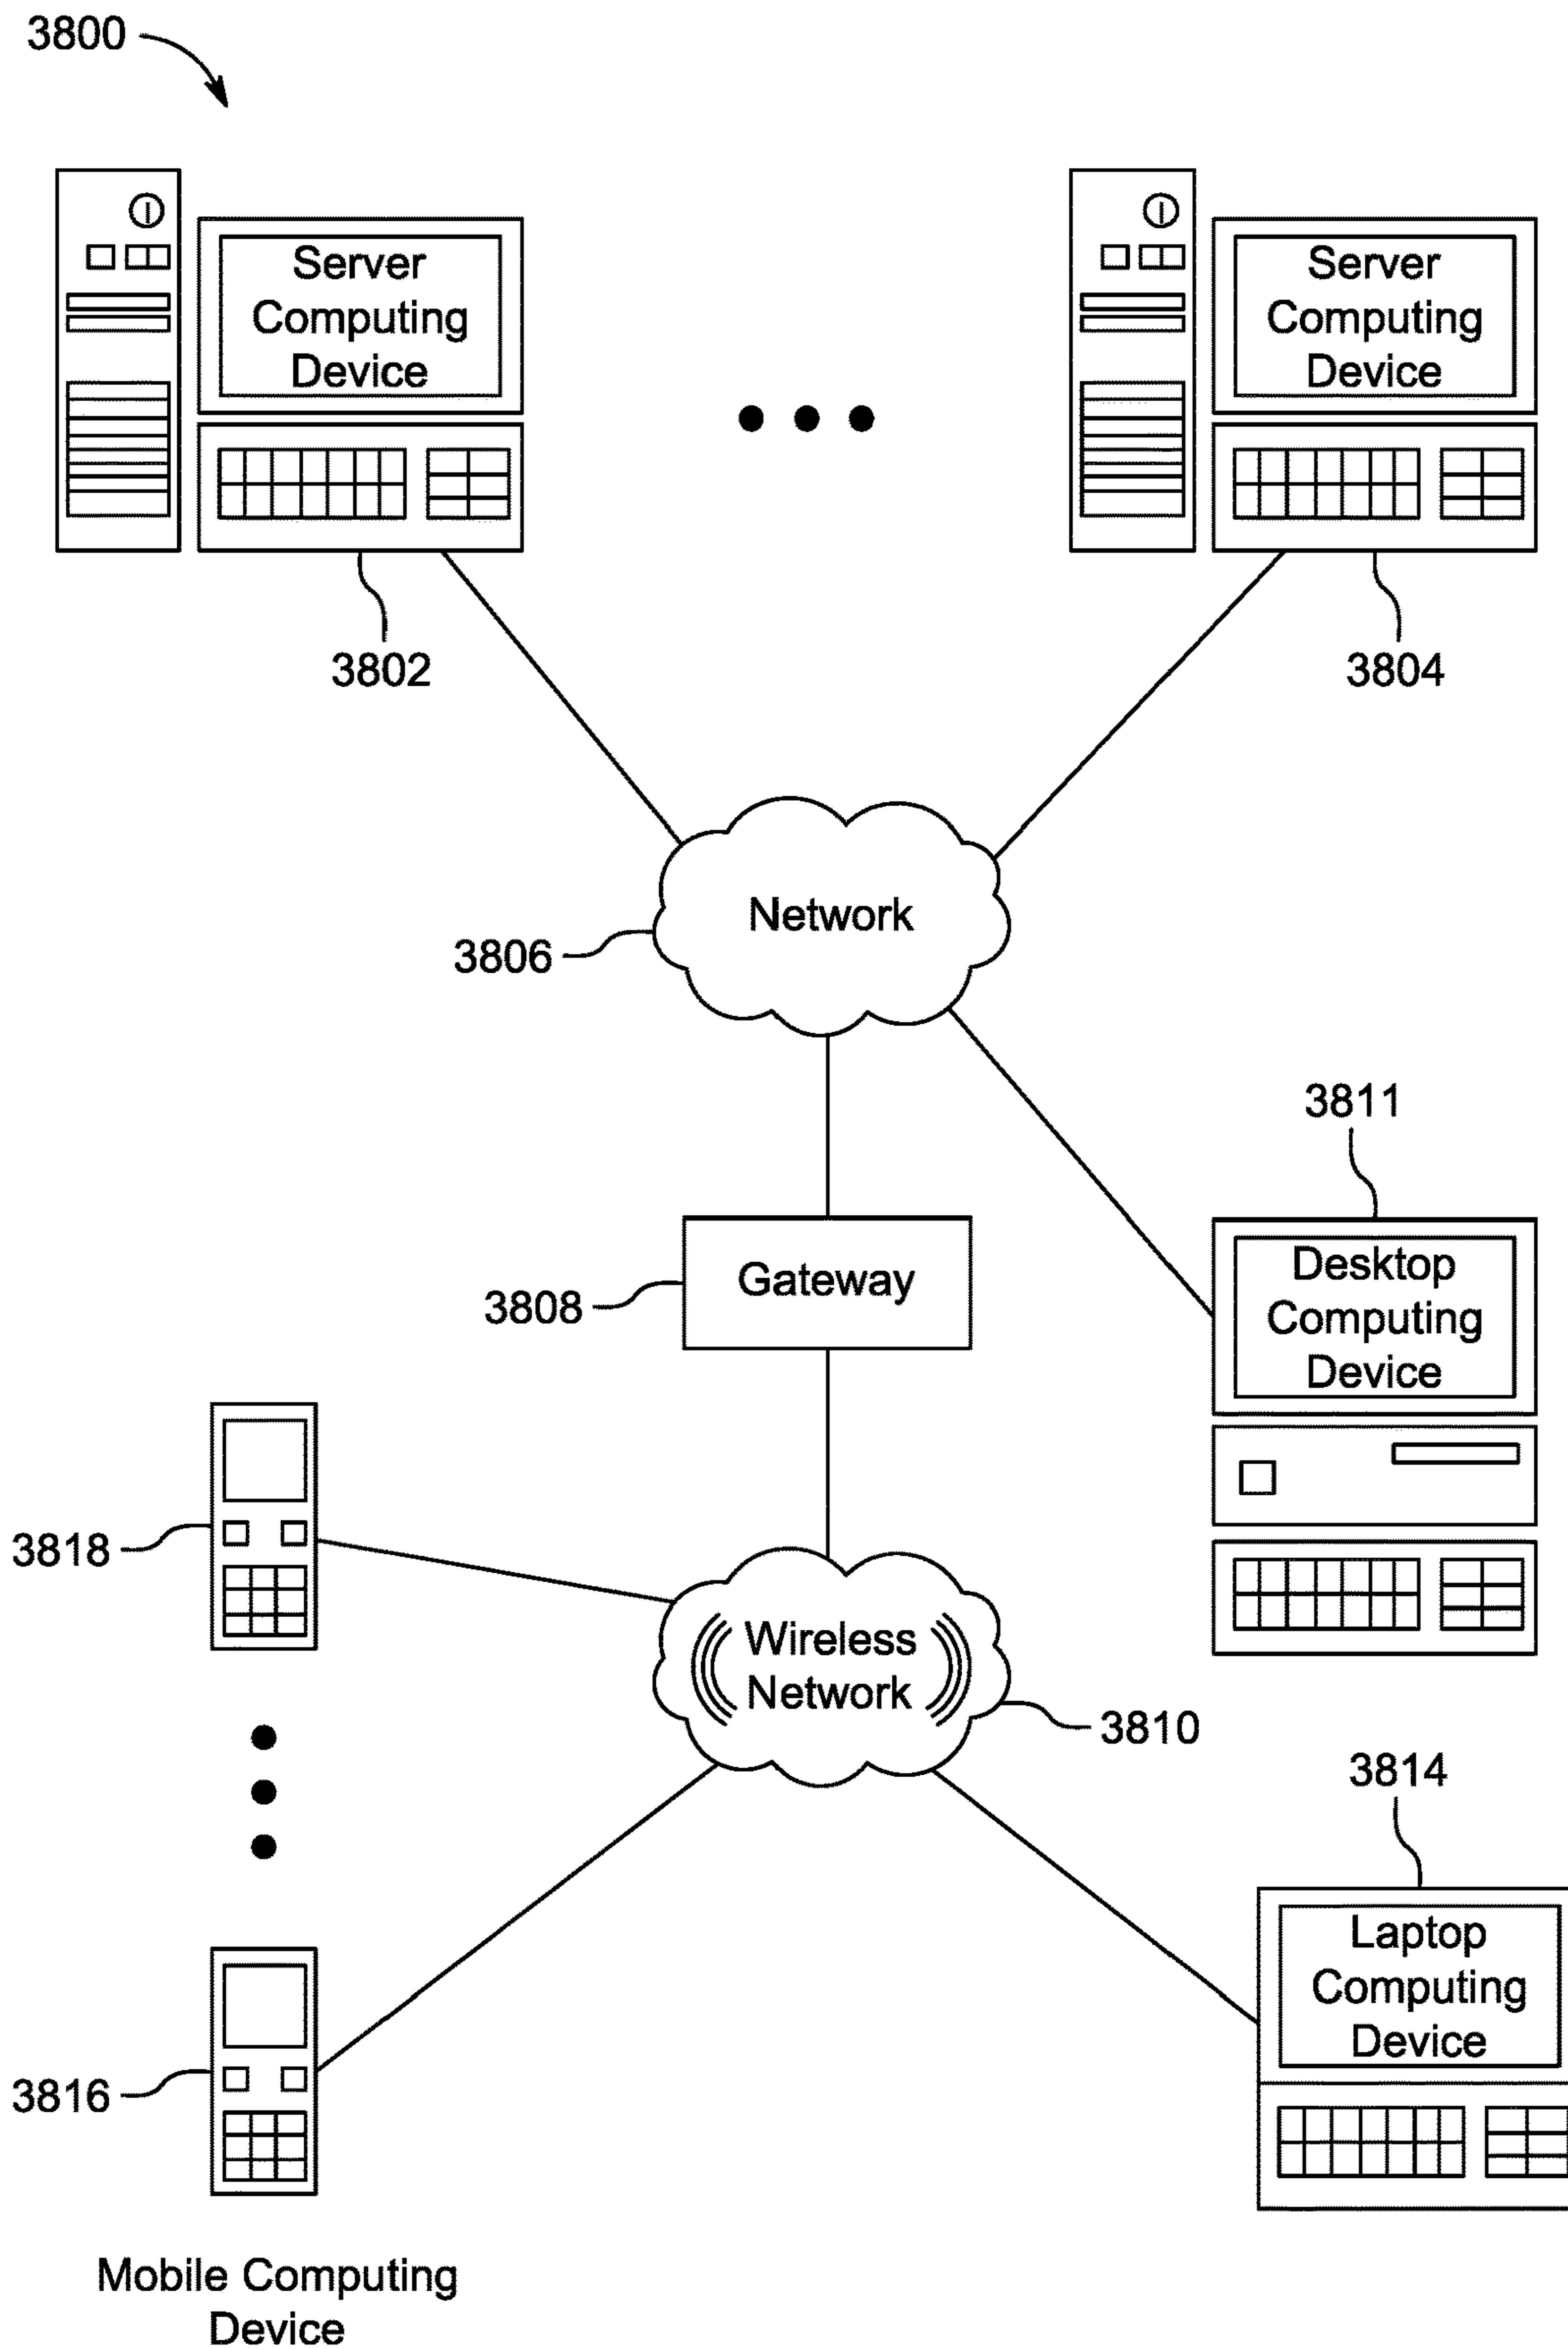 3800
Server
Computing
Device
Server
Computing
Device
3802
3804
Network
3806
3811
Gateway
3808
Desktop
Computing
Device
3818
Wireless
Network
3810
3814
Laptop
Computing
Device
3816
Mobile Computing
Device